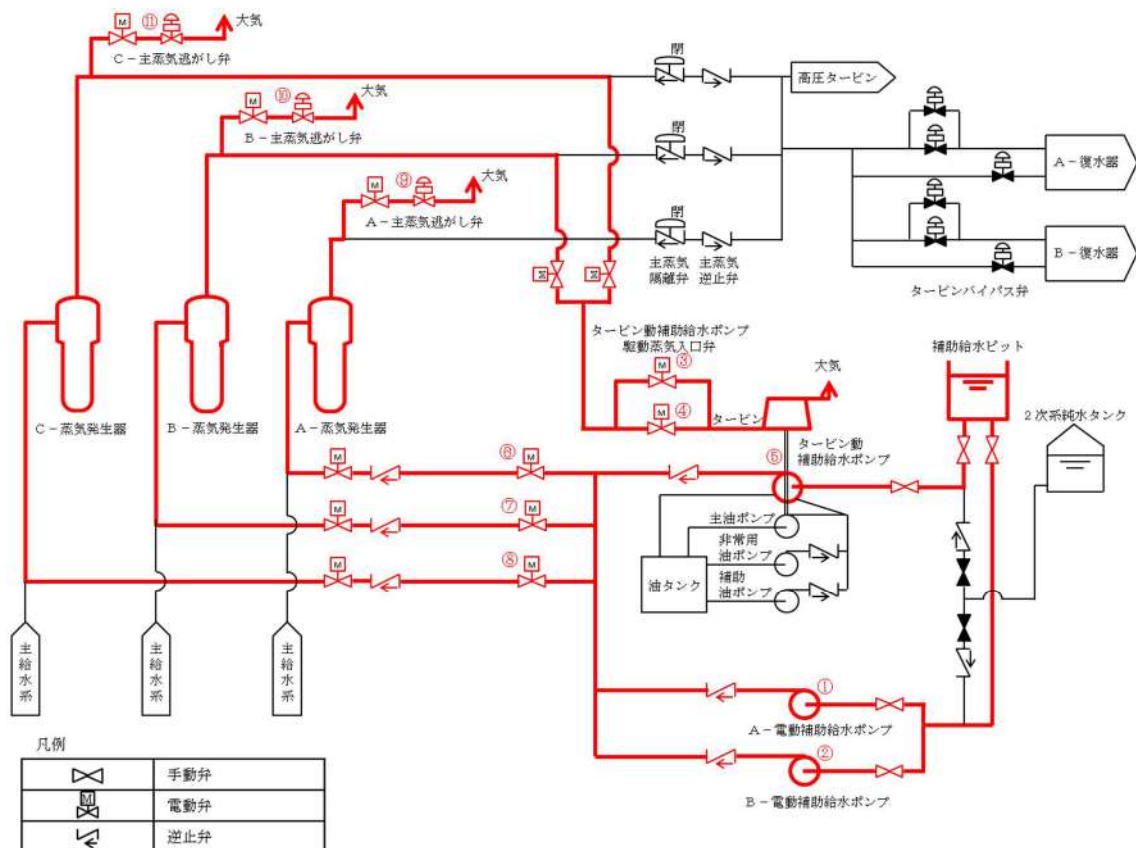 ⑪
大気
C-主蒸気逃がし弁
⑩
大気
B-主蒸気逃がし弁
⑨
大気
A-主蒸気逃がし弁
閉
閉
閉
主蒸気
隔離弁
主蒸気
逆止弁
高圧タービン
A-復水器
B-復水器
タービンバイパス弁
タービン動補助給水ポンプ
駆動蒸気入口弁
③
④
タービン
大気
補助給水ピット
2次系純水タンク
C-蒸気発生器
B-蒸気発生器
A-蒸気発生器
⑤
タービン動
補助給水ポンプ
⑥
⑦
⑧
主油ポンプ
非常用
油ポンプ
補助
油ポンプ
油タンク
主給水系
主給水系
主給水系
①
A-電動補助給水ポンプ
②
B-電動補助給水ポンプ
凡例
手動弁
M
電動弁
逆止弁